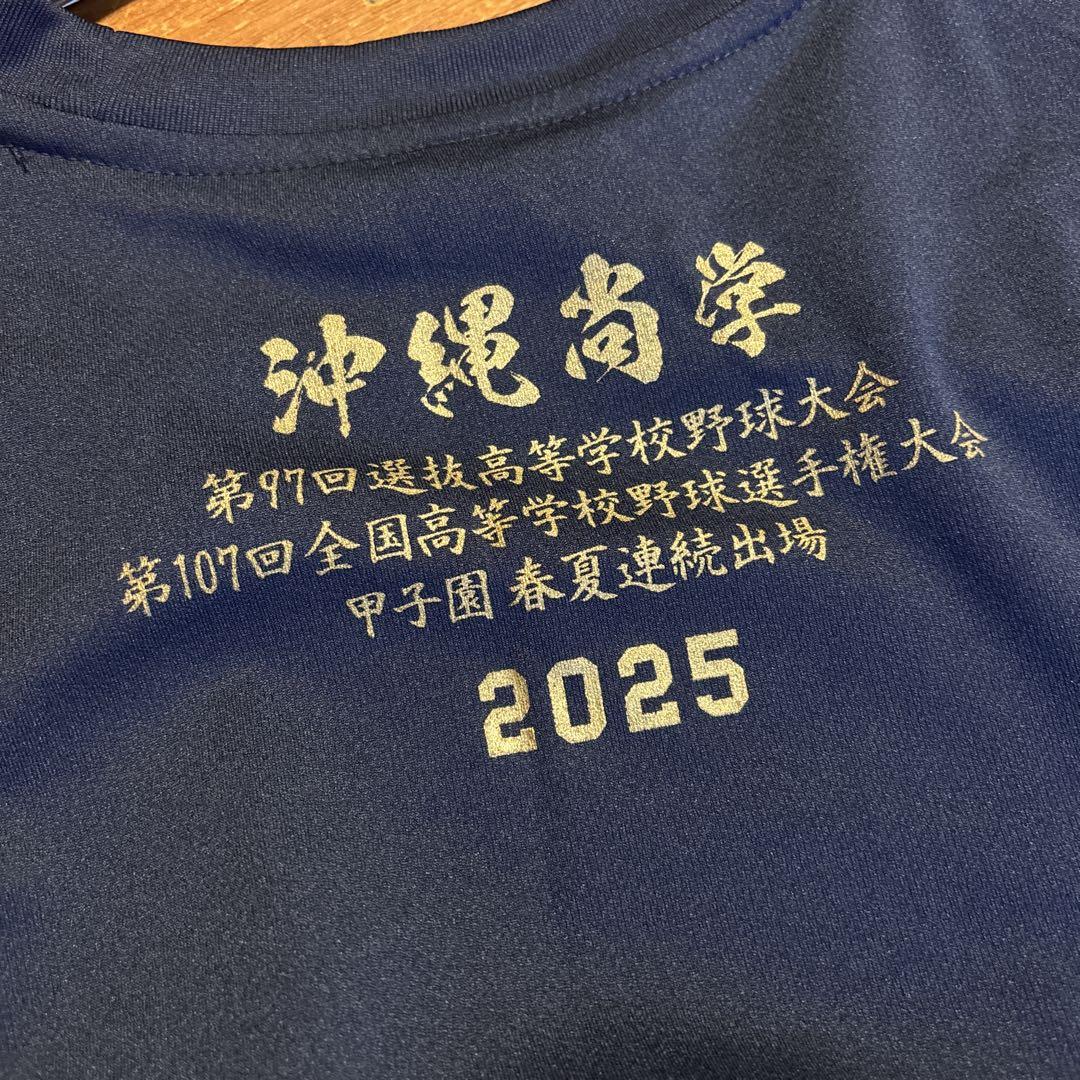 沖縄尚学
第97回選抜高等学校野球大会
第107回全国高等学校野球選手権大会
甲子園 春夏連続出場
2025